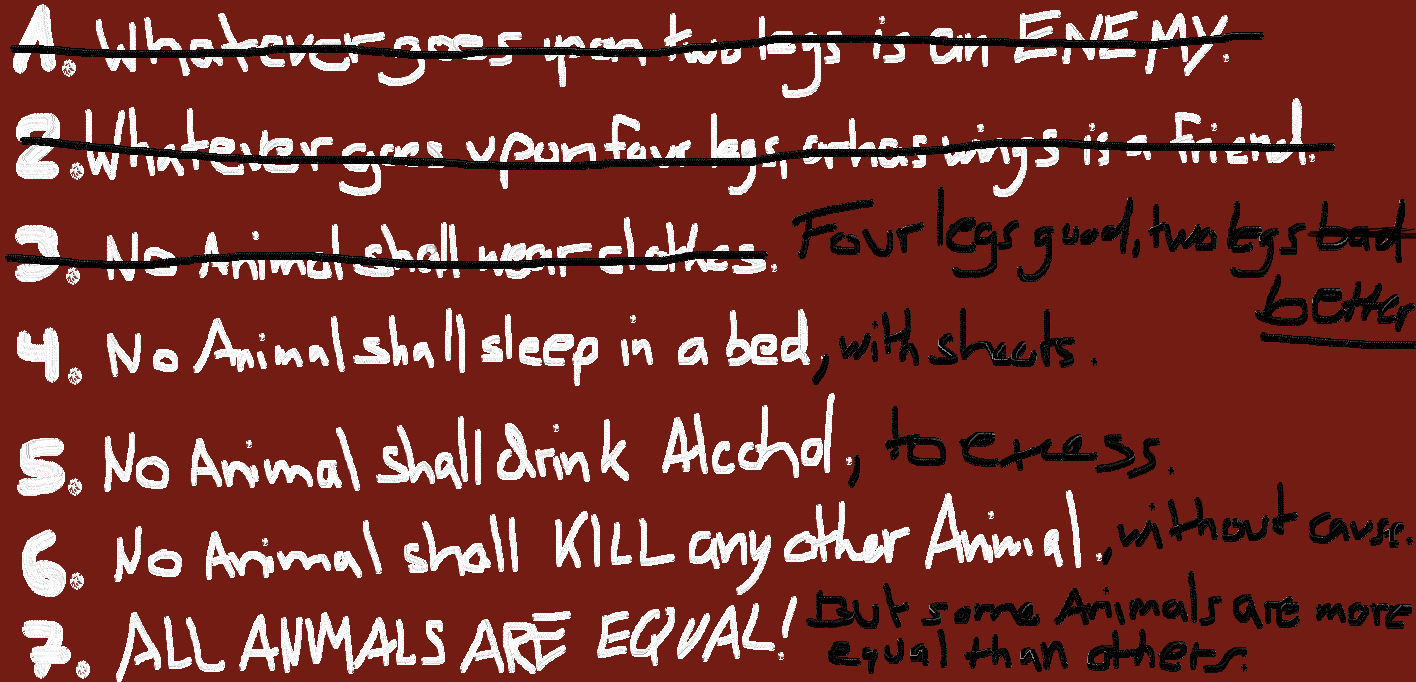 1. Whatever goes upon two legs is an ENEMY.
2. Whatever goes upon four legs, or has wings is a friend.
3. No Animal shall wear clothes. Four legs good, two legs bad
better
4. No Animal shall sleep in a bed, with sheets.
5. No Animal shall drink Alcohol, to excess.
6. No Animal shall KILL any other Animal, without cause.
7. ALL ANIMALS ARE EQUAL! But some Animals are more
equal than others.